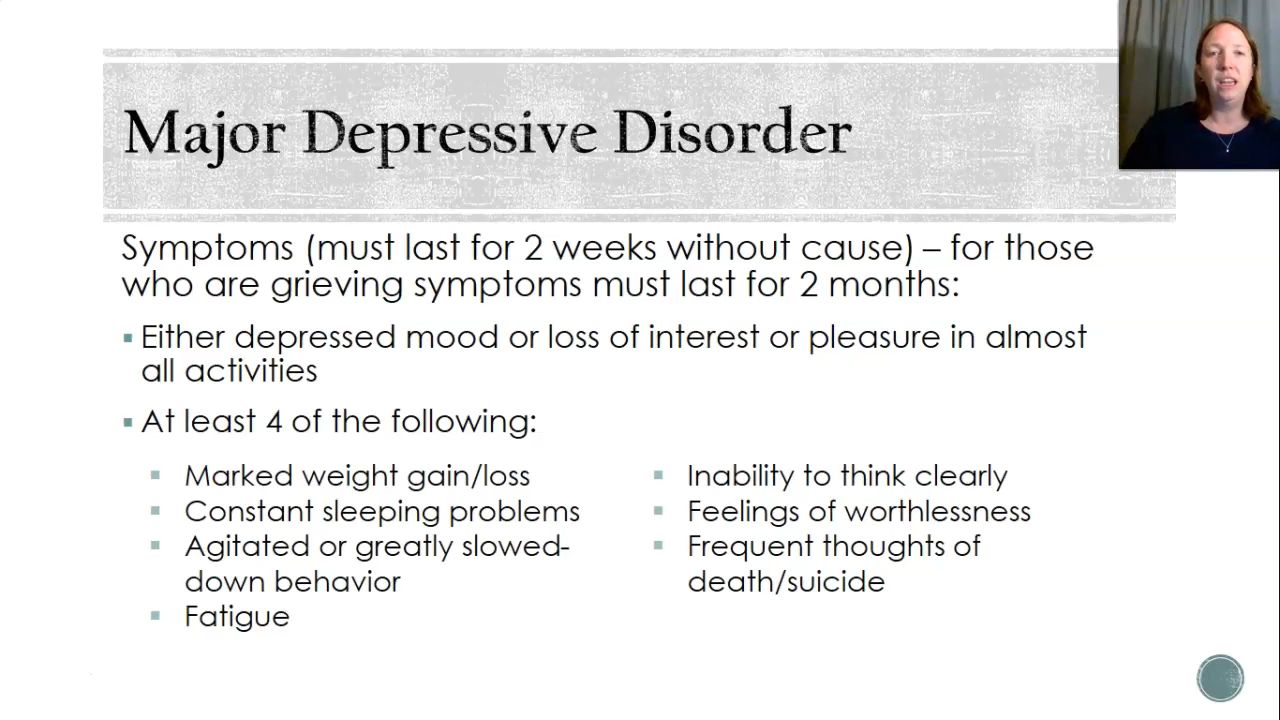 Major Depressive Disorder
Symptoms (must last for 2 weeks without cause) – for those
who are grieving symptoms must last for 2 months:
▪ Either depressed mood or loss of interest or pleasure in almost
all activities
▪ At least 4 of the following:
▪ Marked weight gain/loss
▪ Constant sleeping problems
▪ Agitated or greatly slowed-
down behavior
▪ Fatigue
▪ Inability to think clearly
▪ Feelings of worthlessness
▪ Frequent thoughts of
death/suicide